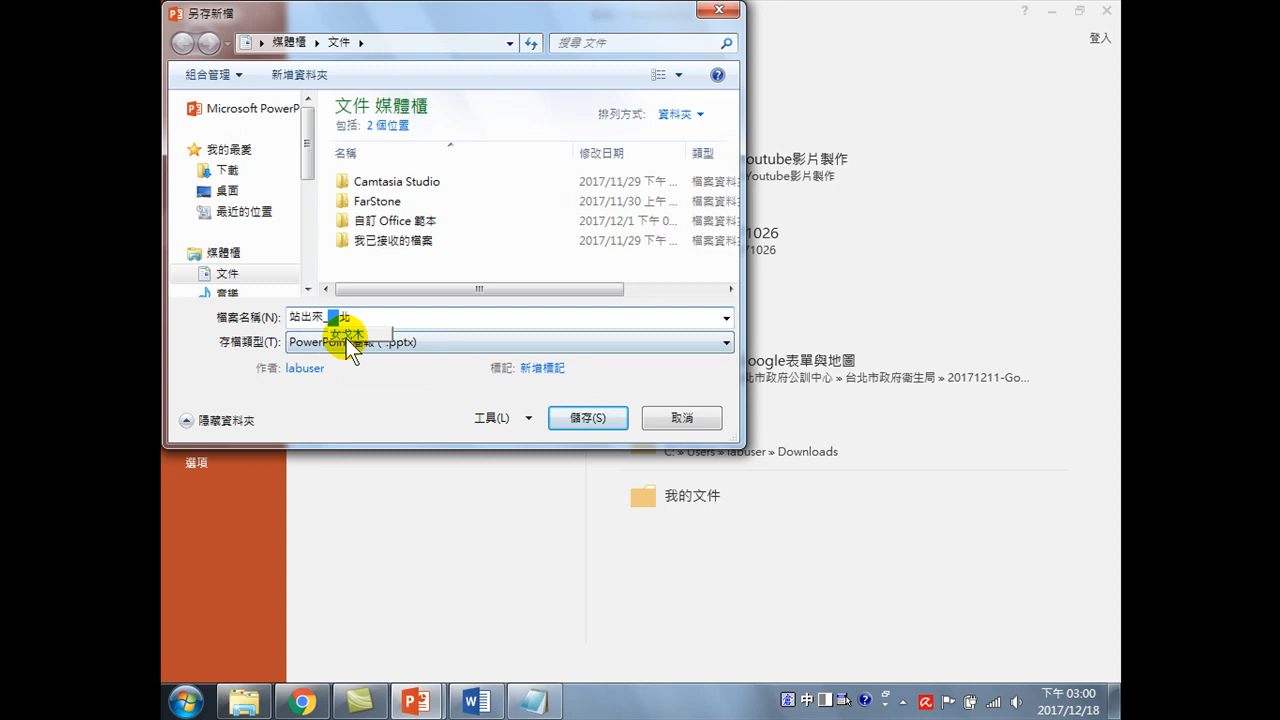 另存新檔
登入
媒體櫃 文件
搜尋 文件
組合管理
新增資料夾
Microsoft PowerP
文件 媒體櫃
包括: 2 個位置
排列方式: 資料夾
我的最愛
下載
桌面
最近的位置
媒體櫃
文件
音樂
名稱 修改日期 類型
Camtasia Studio 2017/11/29 下午 ... 檔案資料
FarStone 2017/11/30 上午 ... 檔案資料
自訂 Office 範本 2017/12/1 下午 0... 檔案資料
我已接收的檔案 2017/11/29 下午 ... 檔案資料
檔案名稱(N): 站出來_ 北
女戈木
存檔類型(T):
作者: labuser
標記: 新增標記
隱藏資料夾
工具(L)
儲存(S)
取消
選項
outube影片製作
Youtube影片製作
1026
71026
oogle表單與地圖
北市政府公訓中心 » 台北市政府衛生局 » 20171211-Go...
C: » Users » labuser » Downloads
我的文件
中
下午 03:00
2017/12/18